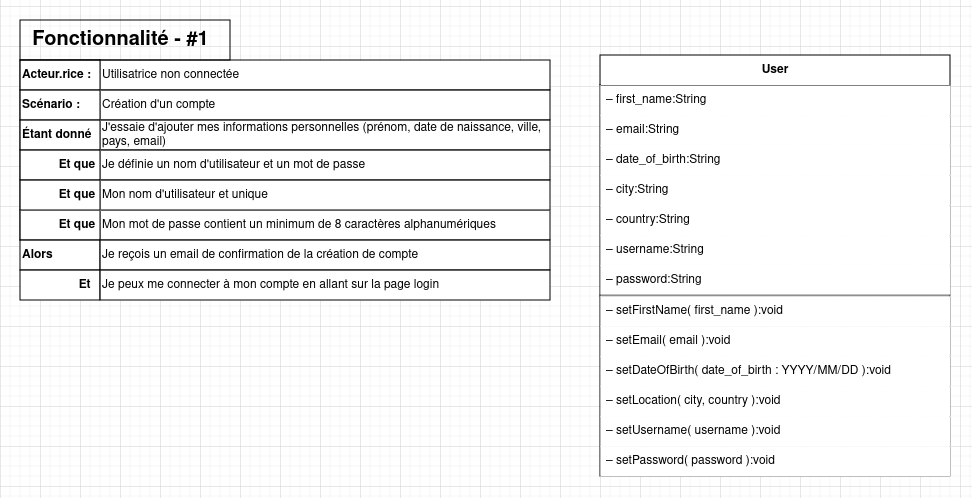 Fonctionnalité - #1
Acteur.rice : Utilisatrice non connectée
Scénario : Création d'un compte
Étant donné J'essaie d'ajouter mes informations personnelles (prénom, date de naissance, ville,
pays, email)
Et que Je définie un nom d'utilisateur et un mot de passe
Et que Mon nom d'utilisateur et unique
Et que Mon mot de passe contient un minimum de 8 caractères alphanumériques
Alors Je reçois un email de confirmation de la création de compte
Et Je peux me connecter à mon compte en allant sur la page login
User
– first_name:String
– email:String
– date_of_birth:String
– city:String
– country:String
– username:String
– password:String
– setFirstName( first_name ):void
– setEmail( email ):void
– setDateOfBirth( date_of_birth : YYYY/MM/DD ):void
– setLocation( city, country ):void
– setUsername( username ):void
– setPassword( password ):void